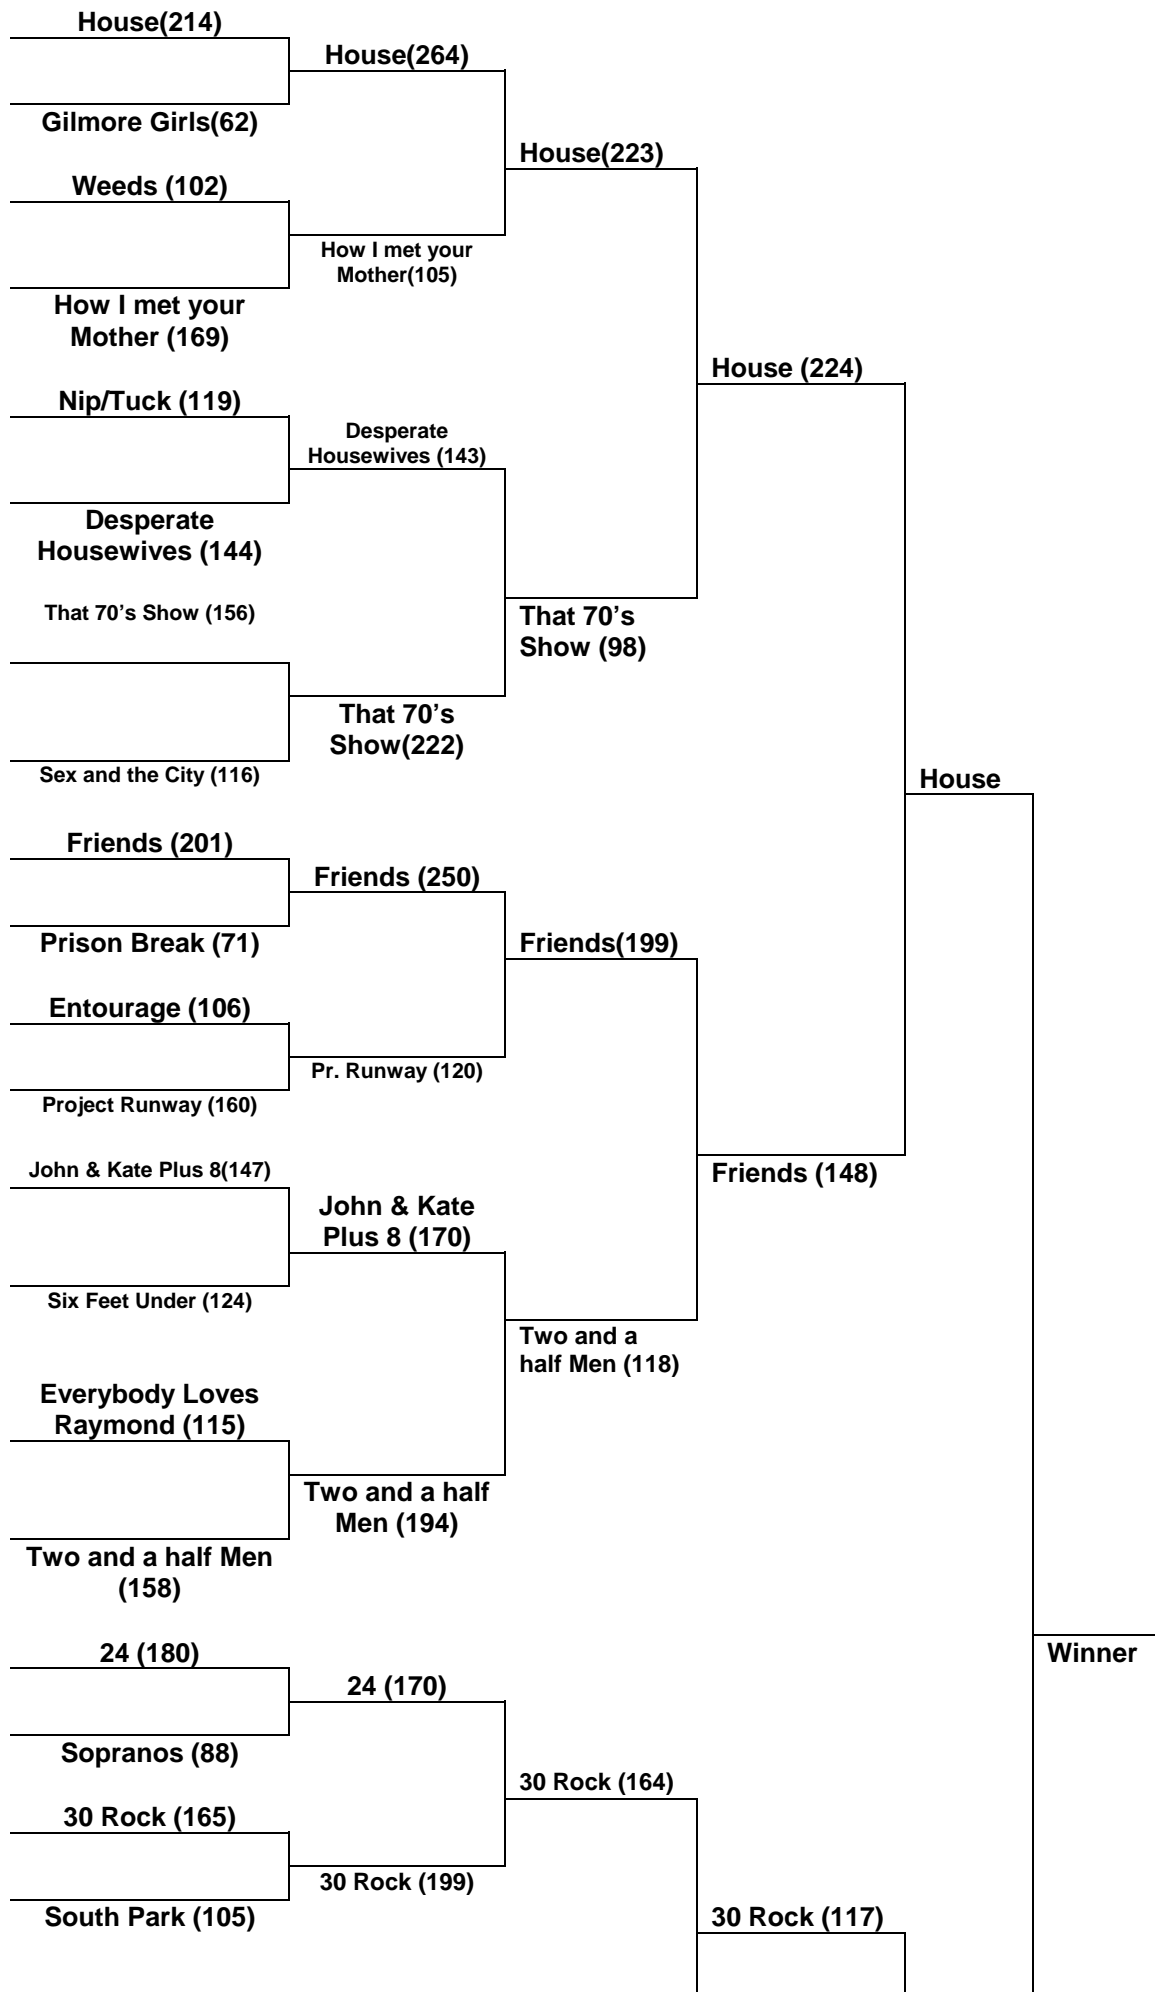 House(214)
House(264)
Gilmore Girls(62)
House(223)
Weeds (102)
How I met your
Mother(105)
How I met your
Mother (169)
House (224)
Nip/Tuck (119)
Desperate
Housewives (143)
Desperate
Housewives (144)
That 70’s Show (156)
That 70’s
Show (98)
That 70’s
Show(222)
Sex and the City (116)
House
Friends (201)
Friends (250)
Prison Break (71)
Friends(199)
Entourage (106)
Pr. Runway (120)
Project Runway (160)
John & Kate Plus 8(147)
Friends (148)
John & Kate
Plus 8 (170)
Six Feet Under (124)
Two and a
half Men (118)
Everybody Loves
Raymond (115)
Two and a half
Men (194)
Two and a half Men
(158)
24 (180)
Winner
24 (170)
Sopranos (88)
30 Rock (164)
30 Rock (165)
30 Rock (199)
South Park (105)
30 Rock (117)